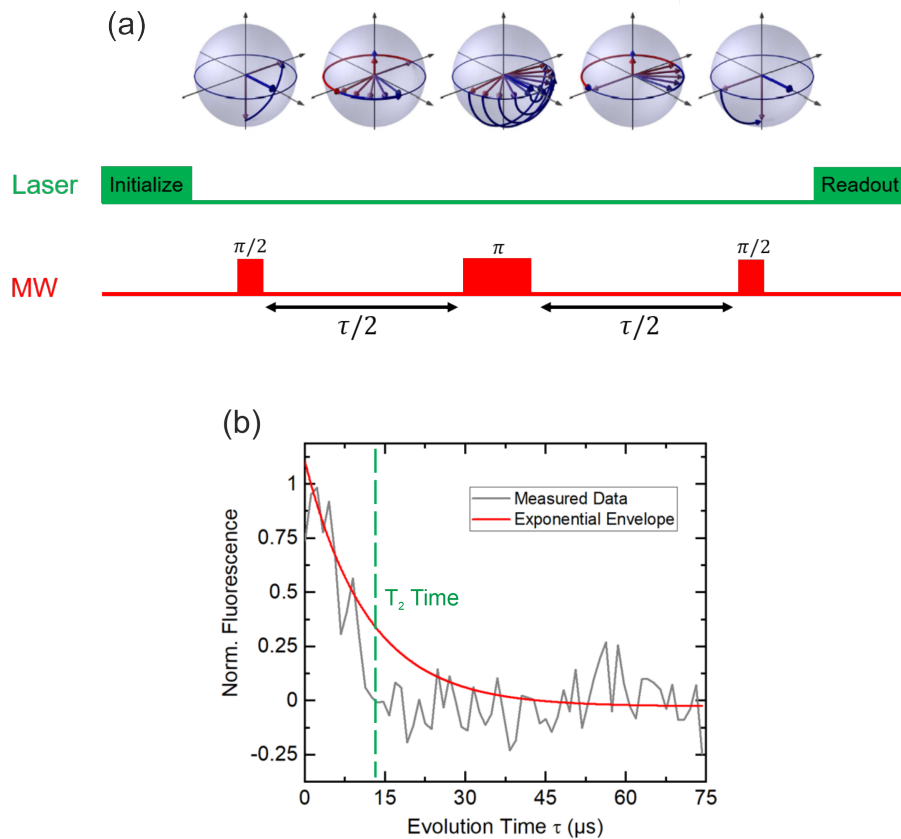 (a)
Laser
Initialize
Readout
MW
π/2
π
π/2
τ/2
τ/2
(b)
Norm. Fluorescence
1
0.75
0.5
0.25
0
-0.25
Measured Data
Exponential Envelope
T₂ Time
0
15
30
45
60
75
Evolution Time τ (μs)